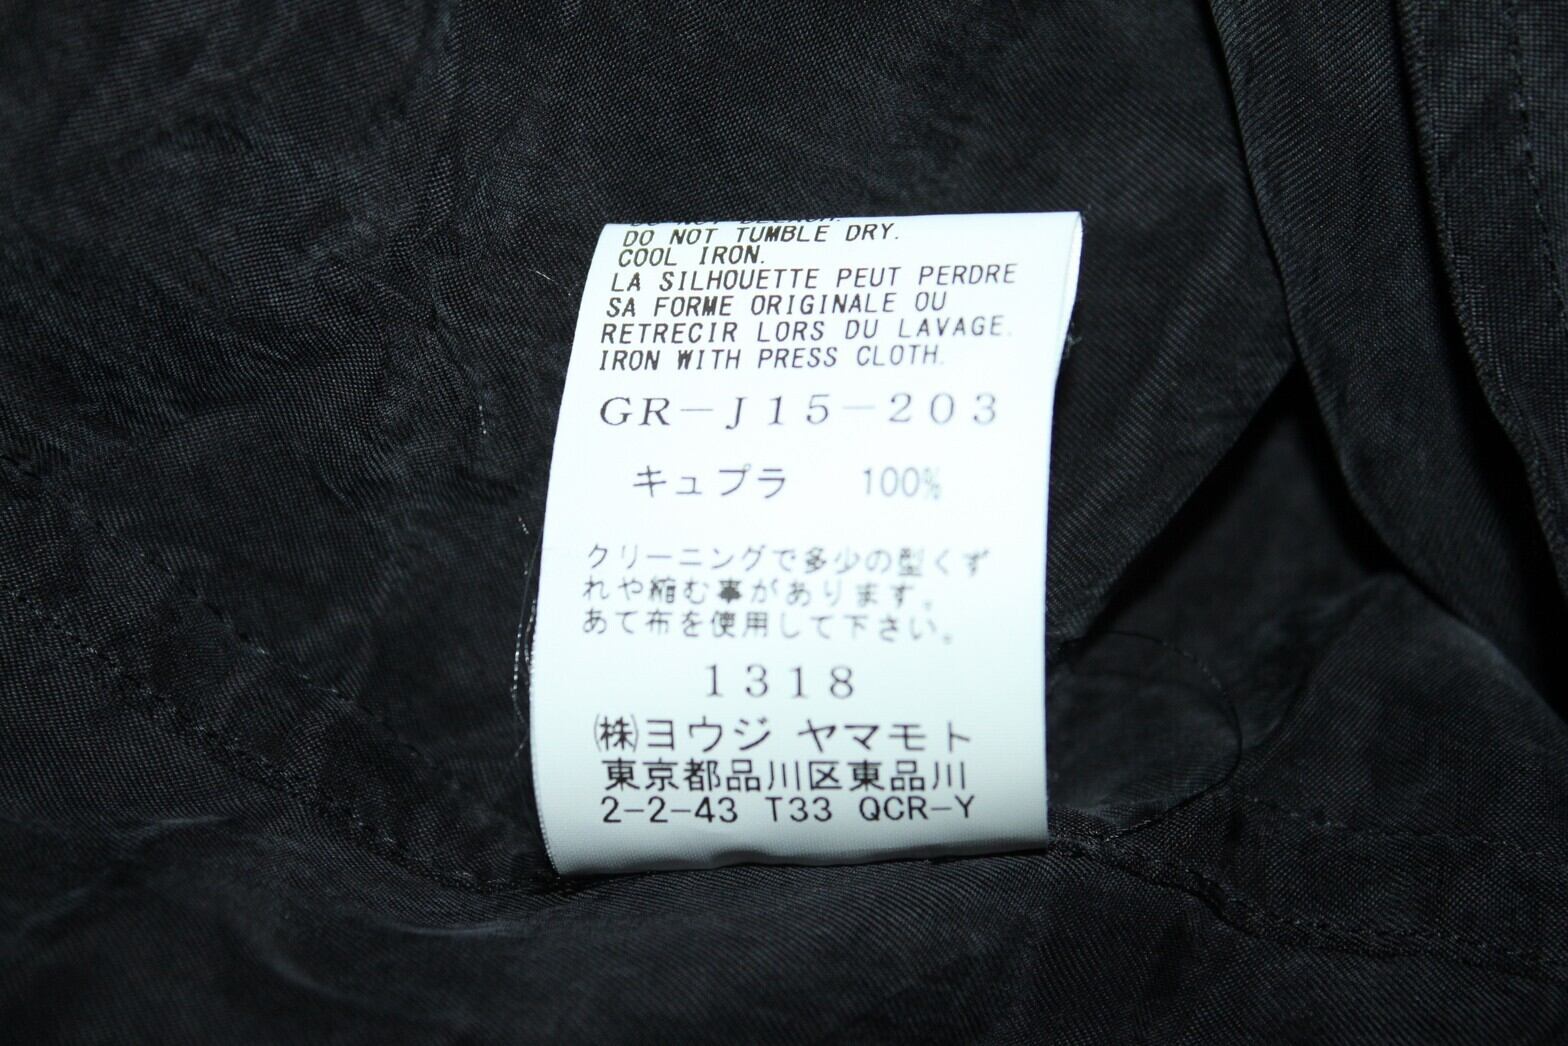 DO NOT TUMBLE DRY.
COOL IRON.
LA SILHOUETTE PEUT PERDRE
SA FORME ORIGINALE OU
RETRECIR LORS DU LAVAGE.
IRON WITH PRESS CLOTH.
GR-J15-203
キュプラ 100%
クリーニングで多少の型くず
れや縮む事があります。
あて布を使用して下さい。
1318
㈱ヨウジ ヤマモト
東京都品川区東品川
2-2-43 T33 QCR-Y